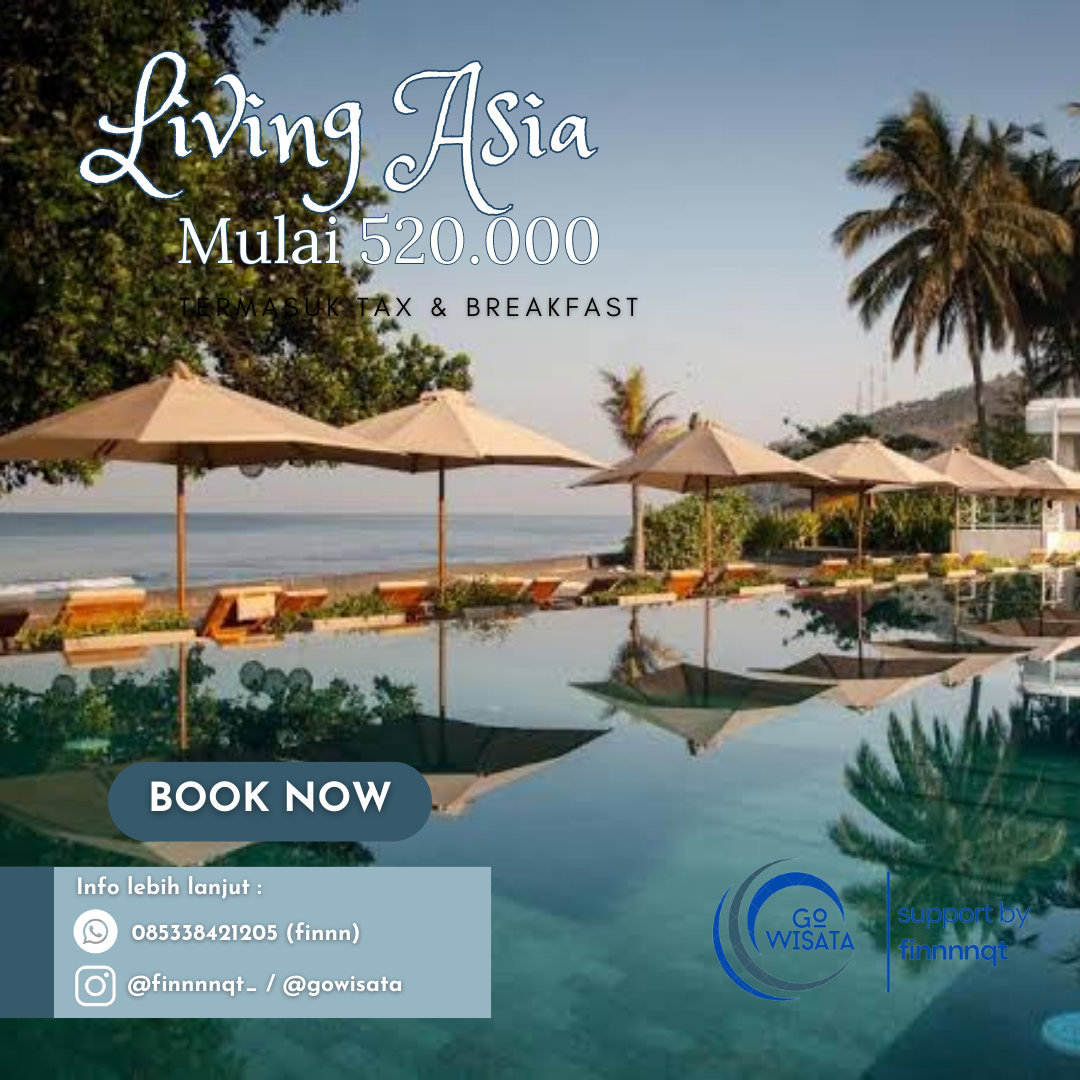 Living Asia
Mulai 520.000
TERMASUK TAX & BREAKFAST
BOOK NOW
Info lebih lanjut :
085338421205 (finnn)
@finnnnqt_ / @gowisata
GO
WISATA
support by
finnnnqt